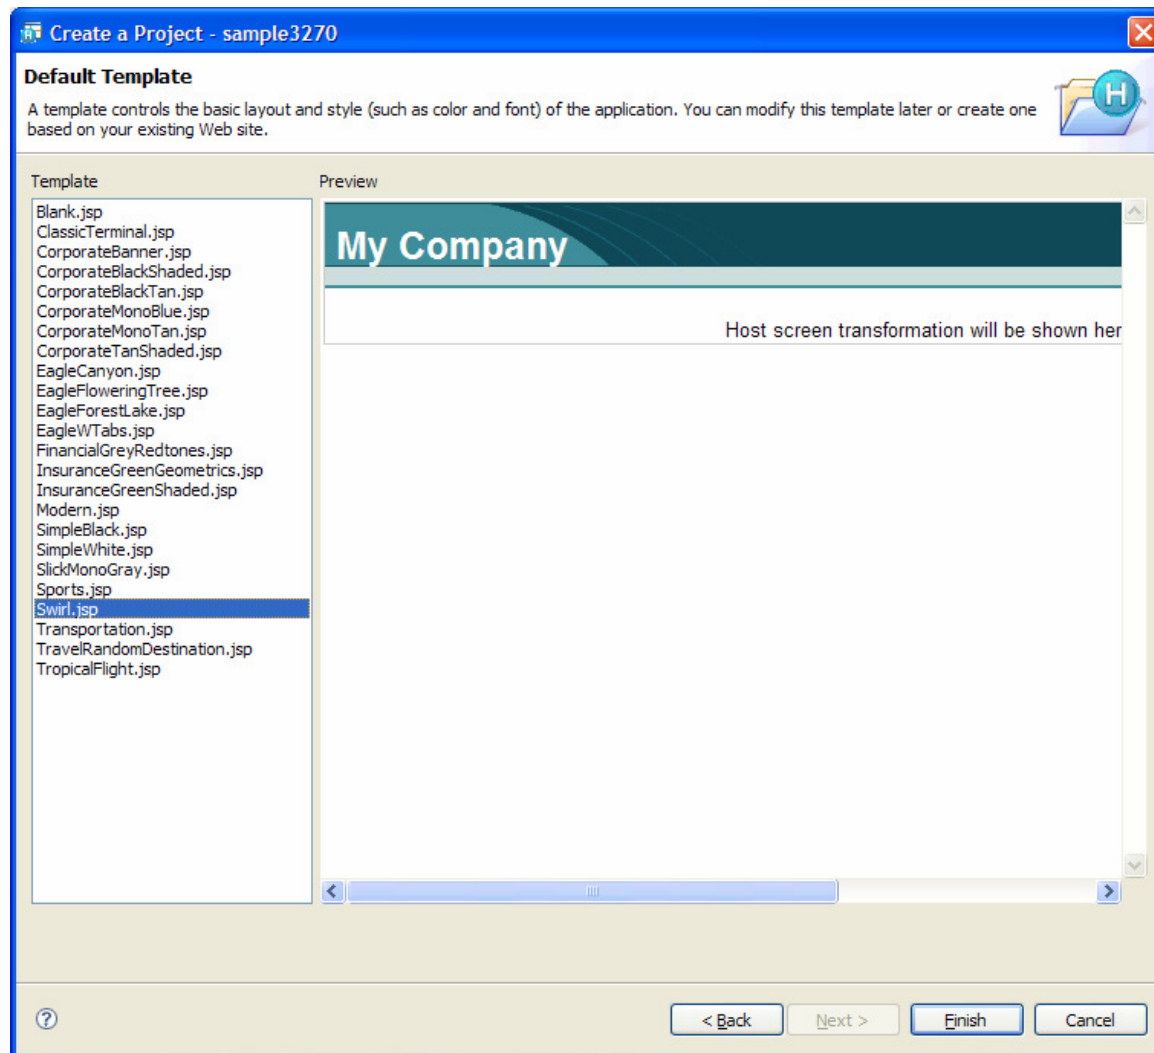 Create a Project - sample3270
Default Template
A template controls the basic layout and style (such as color and font) of the application. You can modify this template later or create one
based on your existing Web site.
H
Template
Preview
Blank.jsp
ClassicTerminal.jsp
CorporateBanner.jsp
CorporateBlackShaded.jsp
CorporateBlackTan.jsp
CorporateMonoBlue.jsp
CorporateMonoTan.jsp
CorporateTanShaded.jsp
EagleCanyon.jsp
EagleFloweringTree.jsp
EagleForestLake.jsp
EagleWTabs.jsp
FinancialGreyRedtones.jsp
InsuranceGreenGeometrics.jsp
InsuranceGreenShaded.jsp
Modern.jsp
SimpleBlack.jsp
SimpleWhite.jsp
SlickMonoGray.jsp
Sports.jsp
Swirl.jsp
Transportation.jsp
TravelRandomDestination.jsp
TropicalFlight.jsp
My Company
Host screen transformation will be shown her
?
< Back
Next >
Finish
Cancel